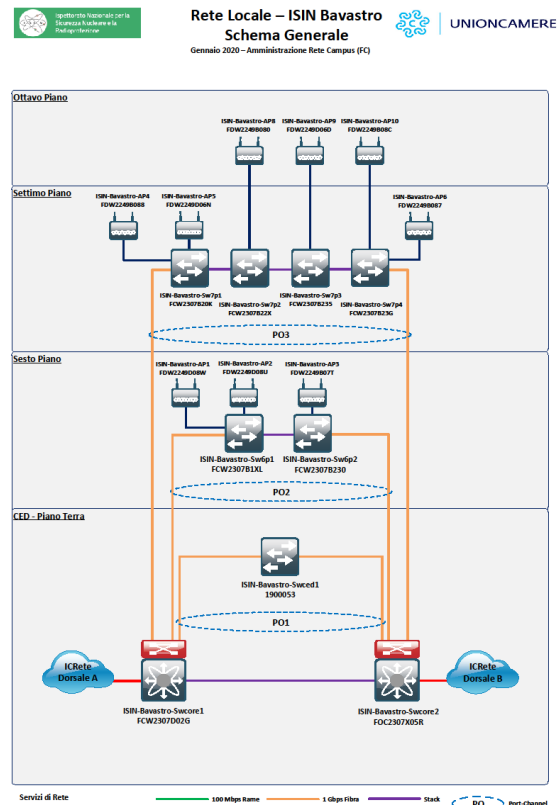 Ispettorato Nazionale per la
Sicurezza Nucleare e la
Radioprotezione
Rete Locale – ISIN Bavastro
Schema Generale
Gennaio 2020 – Amministrazione Rete Campus (FC)
UNIONCAMERE
Ottavo Piano
ISIN-Bavastro-AP8
FDW2249B080
ISIN-Bavastro-AP9
FDW2249D06D
ISIN-Bavastro-AP10
FDW2249B08C
Settimo Piano
ISIN-Bavastro-AP4
FDW2249B088
ISIN-Bavastro-AP5
FDW2249D06N
ISIN-Bavastro-AP6
FDW2249B087
ISIN-Bavastro-Sw7p1
FCW2307B20K
ISIN-Bavastro-Sw7p2
FCW2307B22X
ISIN-Bavastro-Sw7p3
FCW2307B235
ISIN-Bavastro-Sw7p4
FCW2307B23G
PO3
Sesto Piano
ISIN-Bavastro-AP1
FDW2249D08W
ISIN-Bavastro-AP2
FDW2249D08U
ISIN-Bavastro-AP3
FDW2249B07T
ISIN-Bavastro-Sw6p1
FCW2307B1XL
ISIN-Bavastro-Sw6p2
FCW2307B230
PO2
CED - Piano Terra
ISIN-Bavastro-Swced1
1900053
PO1
ICRete
Dorsale A
ICRete
Dorsale B
ISIN-Bavastro-Swcore1
FCW2307D02G
ISIN-Bavastro-Swcore2
FOC2307X05R
Servizi di Rete
100 Mbps Rame
1 Gbps Fibra
Stack
PO
Port-Channel